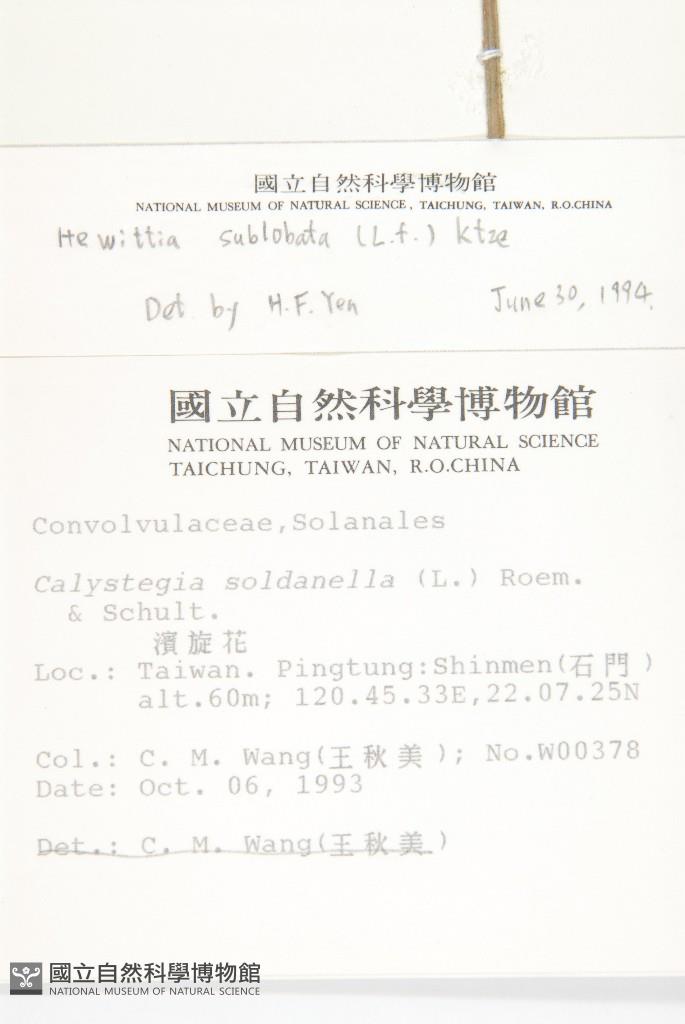 國立自然科學博物館
NATIONAL MUSEUM OF NATURAL SCIENCE, TAICHUNG, TAIWAN, R.O.CHINA
Hewittia sublobata (L.f.) Ktze
Det. by H.F. Yen June 30, 1994.
國立自然科學博物館
NATIONAL MUSEUM OF NATURAL SCIENCE
TAICHUNG, TAIWAN, R.O.CHINA
Convolvulaceae,Solanales
Calystegia soldanella (L.) Roem.
& Schult.
濱旋花
Loc.: Taiwan. Pingtung:Shinmen(石門)
alt.60m; 120.45.33E,22.07.25N
Col.: C. M. Wang(王秋美); No.W00378
Date: Oct. 06, 1993
Det.: C. M. Wang(王秋美)
國立自然科學博物館
NATIONAL MUSEUM OF NATURAL SCIENCE